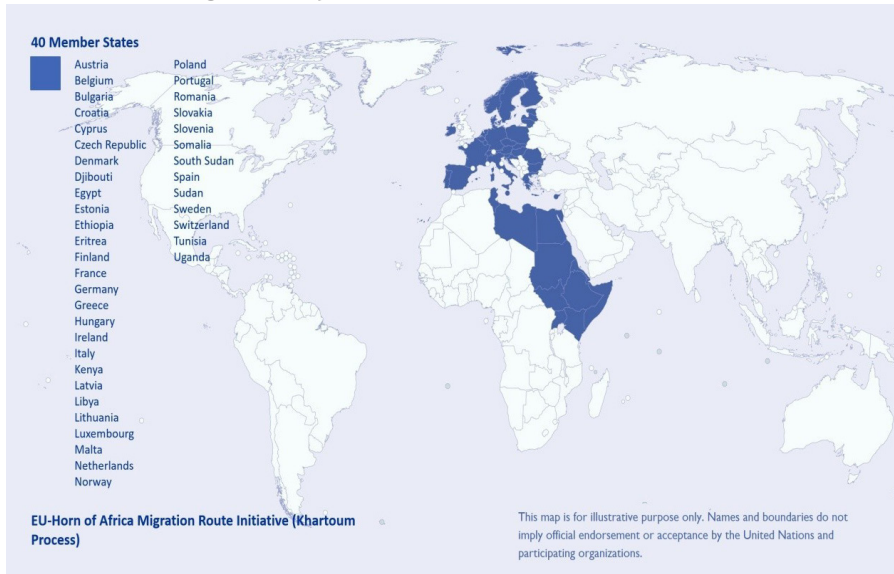 40 Member States
Austria
Belgium
Bulgaria
Croatia
Cyprus
Czech Republic
Denmark
Djibouti
Egypt
Estonia
Ethiopia
Eritrea
Finland
France
Germany
Greece
Hungary
Ireland
Italy
Kenya
Latvia
Libya
Lithuania
Luxembourg
Malta
Netherlands
Norway
Poland
Portugal
Romania
Slovakia
Slovenia
Somalia
South Sudan
Spain
Sudan
Sweden
Switzerland
Tunisia
Uganda
EU-Horn of Africa Migration Route Initiative (Khartoum
Process)
This map is for illustrative purpose only. Names and boundaries do not
imply official endorsement or acceptance by the United Nations and
participating organizations.